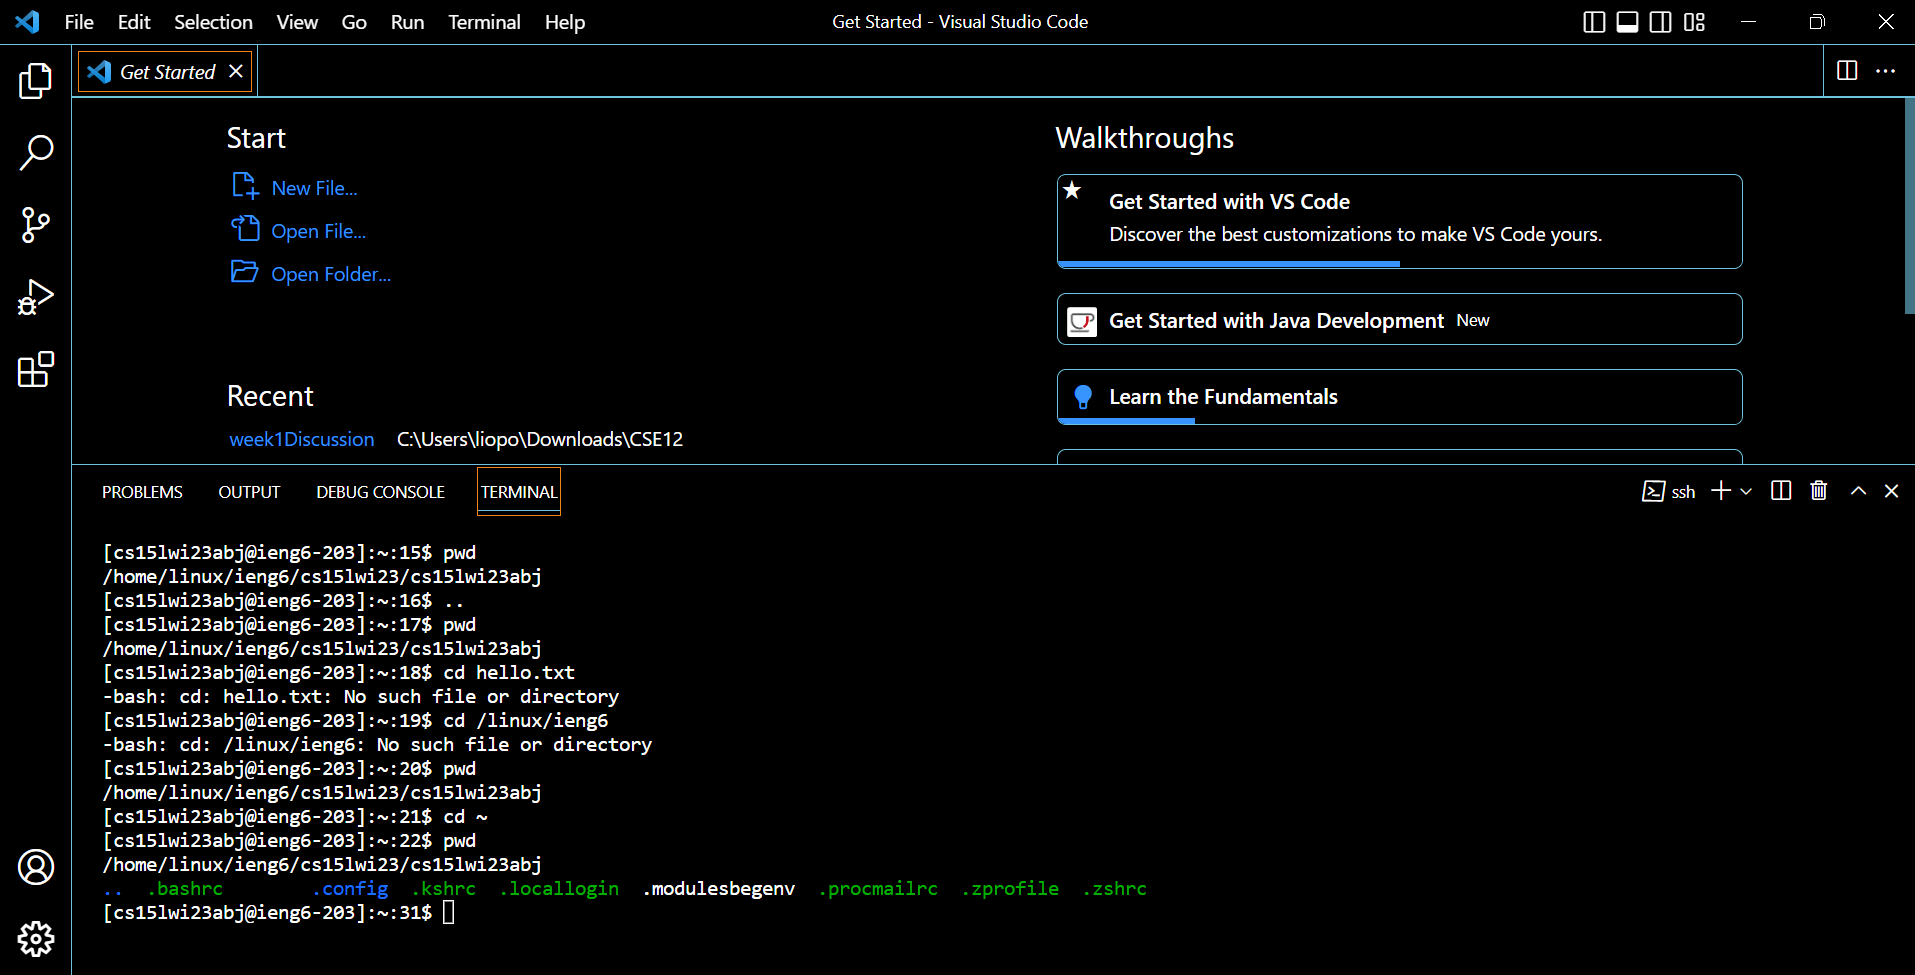 File Edit Selection View Go Run Terminal Help Get Started - Visual Studio Code
Get Started
Start
New File...
Open File...
Open Folder...
Recent
week1Discussion C:\Users\liopo\Downloads\CSE12
Walkthroughs
Get Started with VS Code
Discover the best customizations to make VS Code yours.
Get Started with Java Development New
Learn the Fundamentals
PROBLEMS OUTPUT DEBUG CONSOLE TERMINAL ssh
[cs15lwi23abj@ieng6-203]:~:15$ pwd
/home/linux/ieng6/cs15lwi23/cs15lwi23abj
[cs15lwi23abj@ieng6-203]:~:16$ ..
[cs15lwi23abj@ieng6-203]:~:17$ pwd
/home/linux/ieng6/cs15lwi23/cs15lwi23abj
[cs15lwi23abj@ieng6-203]:~:18$ cd hello.txt
-bash: cd: hello.txt: No such file or directory
[cs15lwi23abj@ieng6-203]:~:19$ cd /linux/ieng6
-bash: cd: /linux/ieng6: No such file or directory
[cs15lwi23abj@ieng6-203]:~:20$ pwd
/home/linux/ieng6/cs15lwi23/cs15lwi23abj
[cs15lwi23abj@ieng6-203]:~:21$ cd ~
[cs15lwi23abj@ieng6-203]:~:22$ pwd
/home/linux/ieng6/cs15lwi23/cs15lwi23abj
.. .bashrc .config .kshrc .locallogin .modulesbegenv .procmailrc .zprofile .zshrc
[cs15lwi23abj@ieng6-203]:~:31$